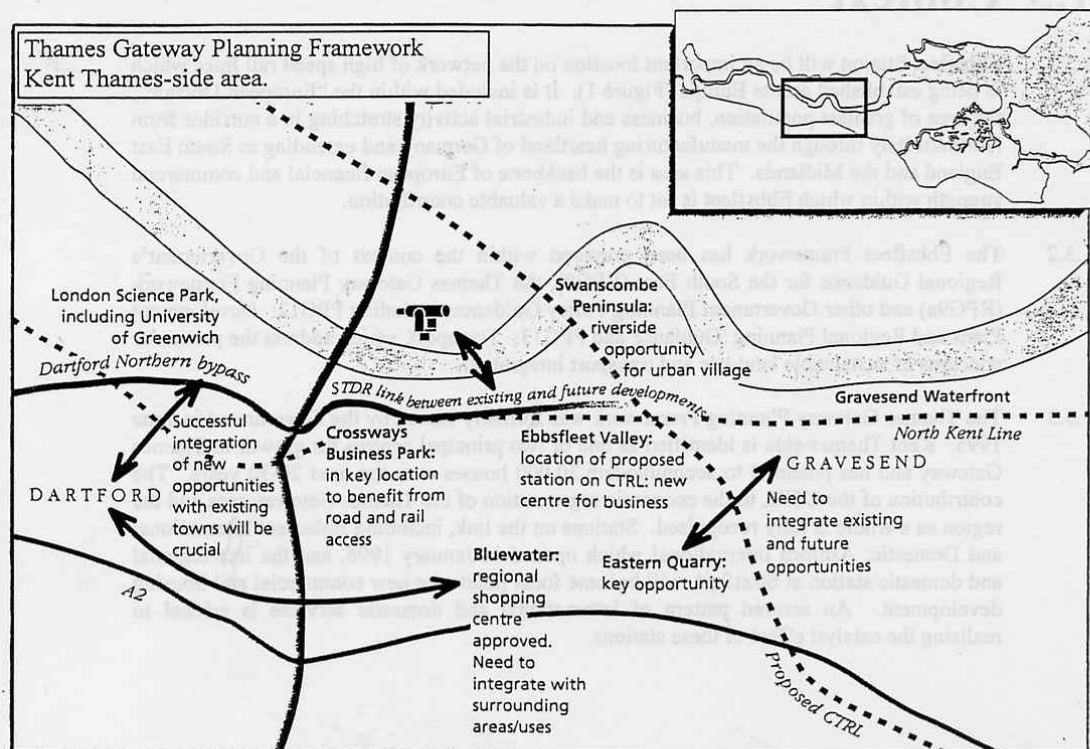 Thames Gateway Planning Framework
Kent Thames-side area.
London Science Park,
including University
of Greenwich
Dartford Northern bypass
Swanscombe
Peninsula:
riverside
opportunity
for urban village
STDR link between existing and future developments
Gravesend Waterfront
North Kent line
Successful
integration
of new
opportunities
with existing
towns will be
crucial
DARTFORD
Crossways
Business Park:
in key location
to benefit from
road and rail
access
Ebbsfleet Valley:
location of proposed
station on CTRL: new
centre for business
GRAVESEND
Need to
integrate existing
and future
opportunities
Eastern Quarry:
key opportunity
A2
Bluewater:
regional
shopping
centre
approved.
Need to
integrate with
surrounding
areas/uses
Proposed CTRL